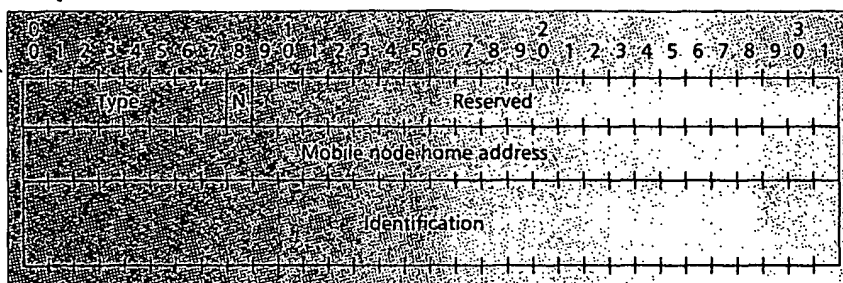 0 1 2 3
0 1 2 3 4 5 6 7 8 9 0 1 2 3 4 5 6 7 8 9 0 1 2 3 4 5 6 7 8 9 0 1
Type N Reserved
Mobile node home address
Identification